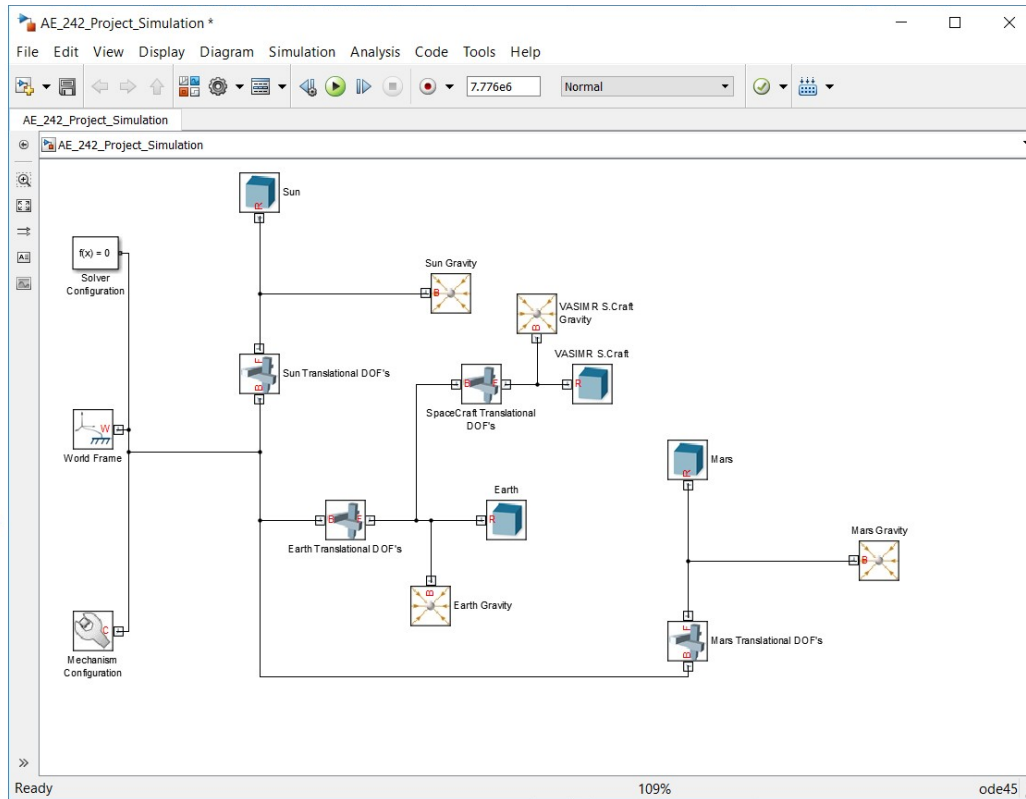 AE_242_Project_Simulation *
File Edit View Display Diagram Simulation Analysis Code Tools Help
7.776e6
Normal
AE_242_Project_Simulation
AE_242_Project_Simulation
R
Sun
f(x) = 0
Solver
Configuration
Sun Gravity
B
VASIMR S.Craft
Gravity
B
F
B
Sun Translational DOF's
VASIMR S.Craft
R
B
F
SpaceCraft Translational
DOF's
W
World Frame
R
Mars
Earth
R
B
F
Earth Translational DOF's
Mars Gravity
B
B
Earth Gravity
C
Mechanism
Configuration
F
B
Mars Translational DOF's
Ready
109%
ode45